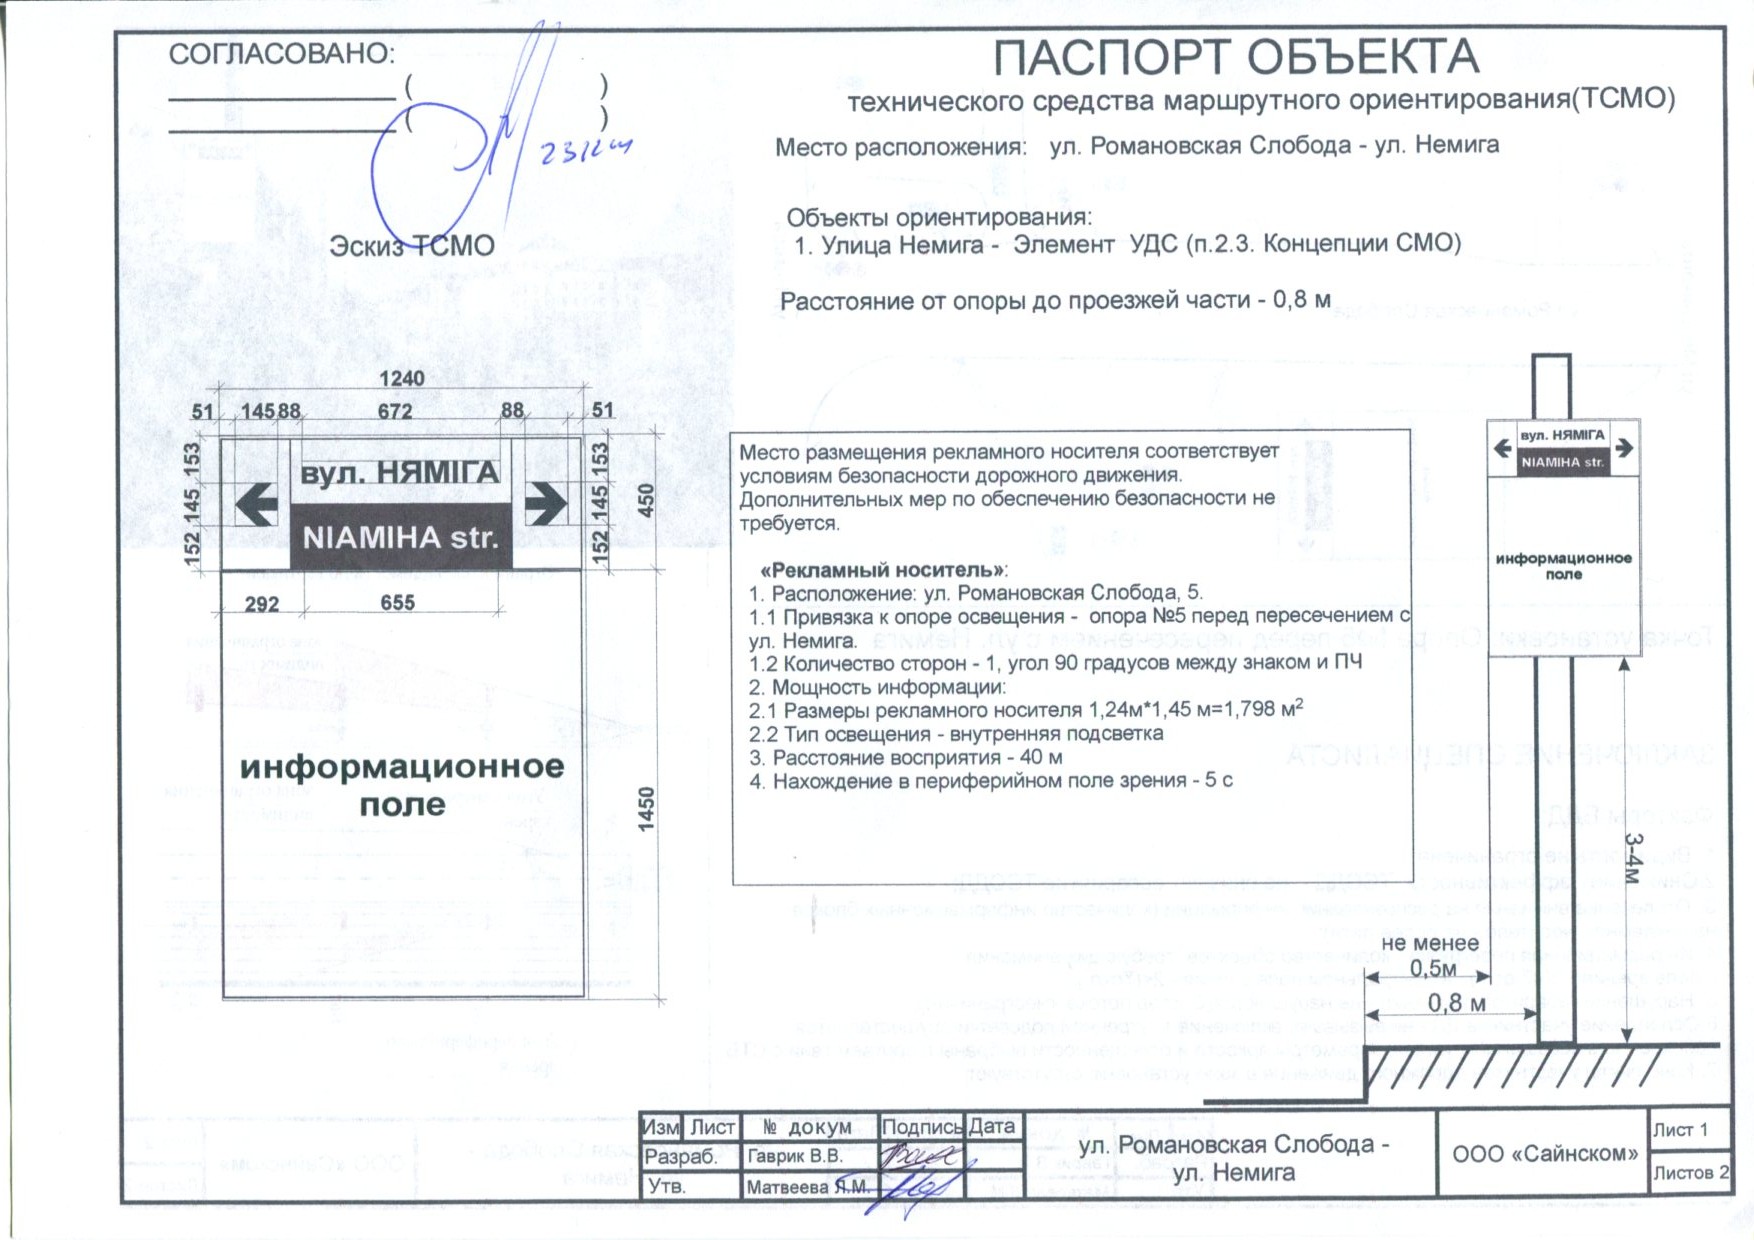 СОГЛАСОВАНО:
( )
( )
Эскиз ТСМО
ПАСПОРТ ОБЪЕКТА
технического средства маршрутного ориентирования(ТСМО)
Место расположения: ул. Романовская Слобода - ул. Немига
Объекты ориентирования:
1. Улица Немига - Элемент УДС (п.2.3. Концепции СМО)
Расстояние от опоры до проезжей части - 0,8 м
1240
51 145 88 672 88 51
153 145 152
вул. НЯМІГА
NIAMIHA str.
153 145 152
450
292 655
информационное
поле
1450
Место размещения рекламного носителя соответствует
условиям безопасности дорожного движения.
Дополнительных мер по обеспечению безопасности не
требуется.
«Рекламный носитель»:
1. Расположение: ул. Романовская Слобода, 5.
1.1 Привязка к опоре освещения - опора №5 перед пересечением с
ул. Немига.
1.2 Количество сторон - 1, угол 90 градусов между знаком и ПЧ
2. Мощность информации:
2.1 Размеры рекламного носителя 1,24м*1,45 м=1,798 м²
2.2 Тип освещения - внутренняя подсветка
3. Расстояние восприятия - 40 м
4. Нахождение в периферийном поле зрения - 5 с
вул. НЯМІГА
NIAMIHA str.
информационное
поле
3-4м
не менее
0,5м
0,8 м
Изм Лист № докум Подпись Дата
Разраб. Гаврик В.В.
Утв. Матвеева Я.М.
ул. Романовская Слобода -
ул. Немига
ООО «Сайнском»
Лист 1
Листов 2